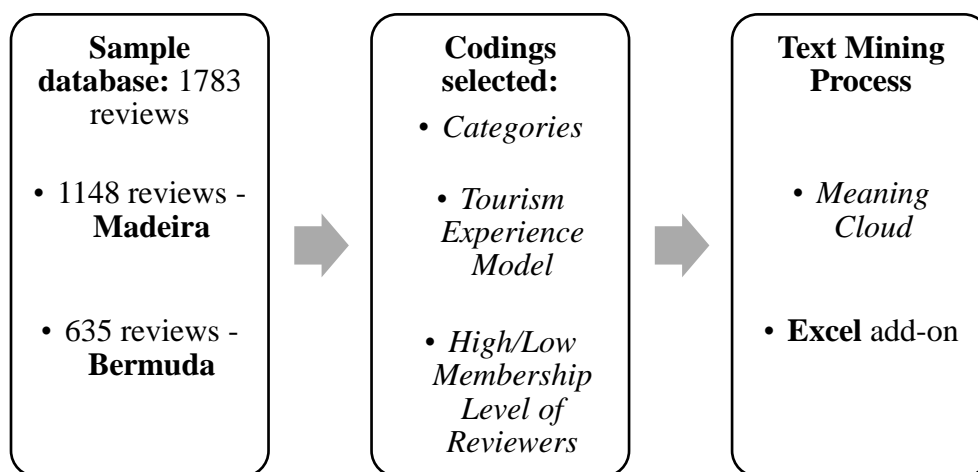 Sample
database: 1783
reviews
• 1148 reviews -
Madeira
• 635 reviews -
Bermuda
Codings
selected:
• Categories
• Tourism
Experience
Model
• High/Low
Membership
Level of
Reviewers
Text Mining
Process
• Meaning
Cloud
• Excel add-on